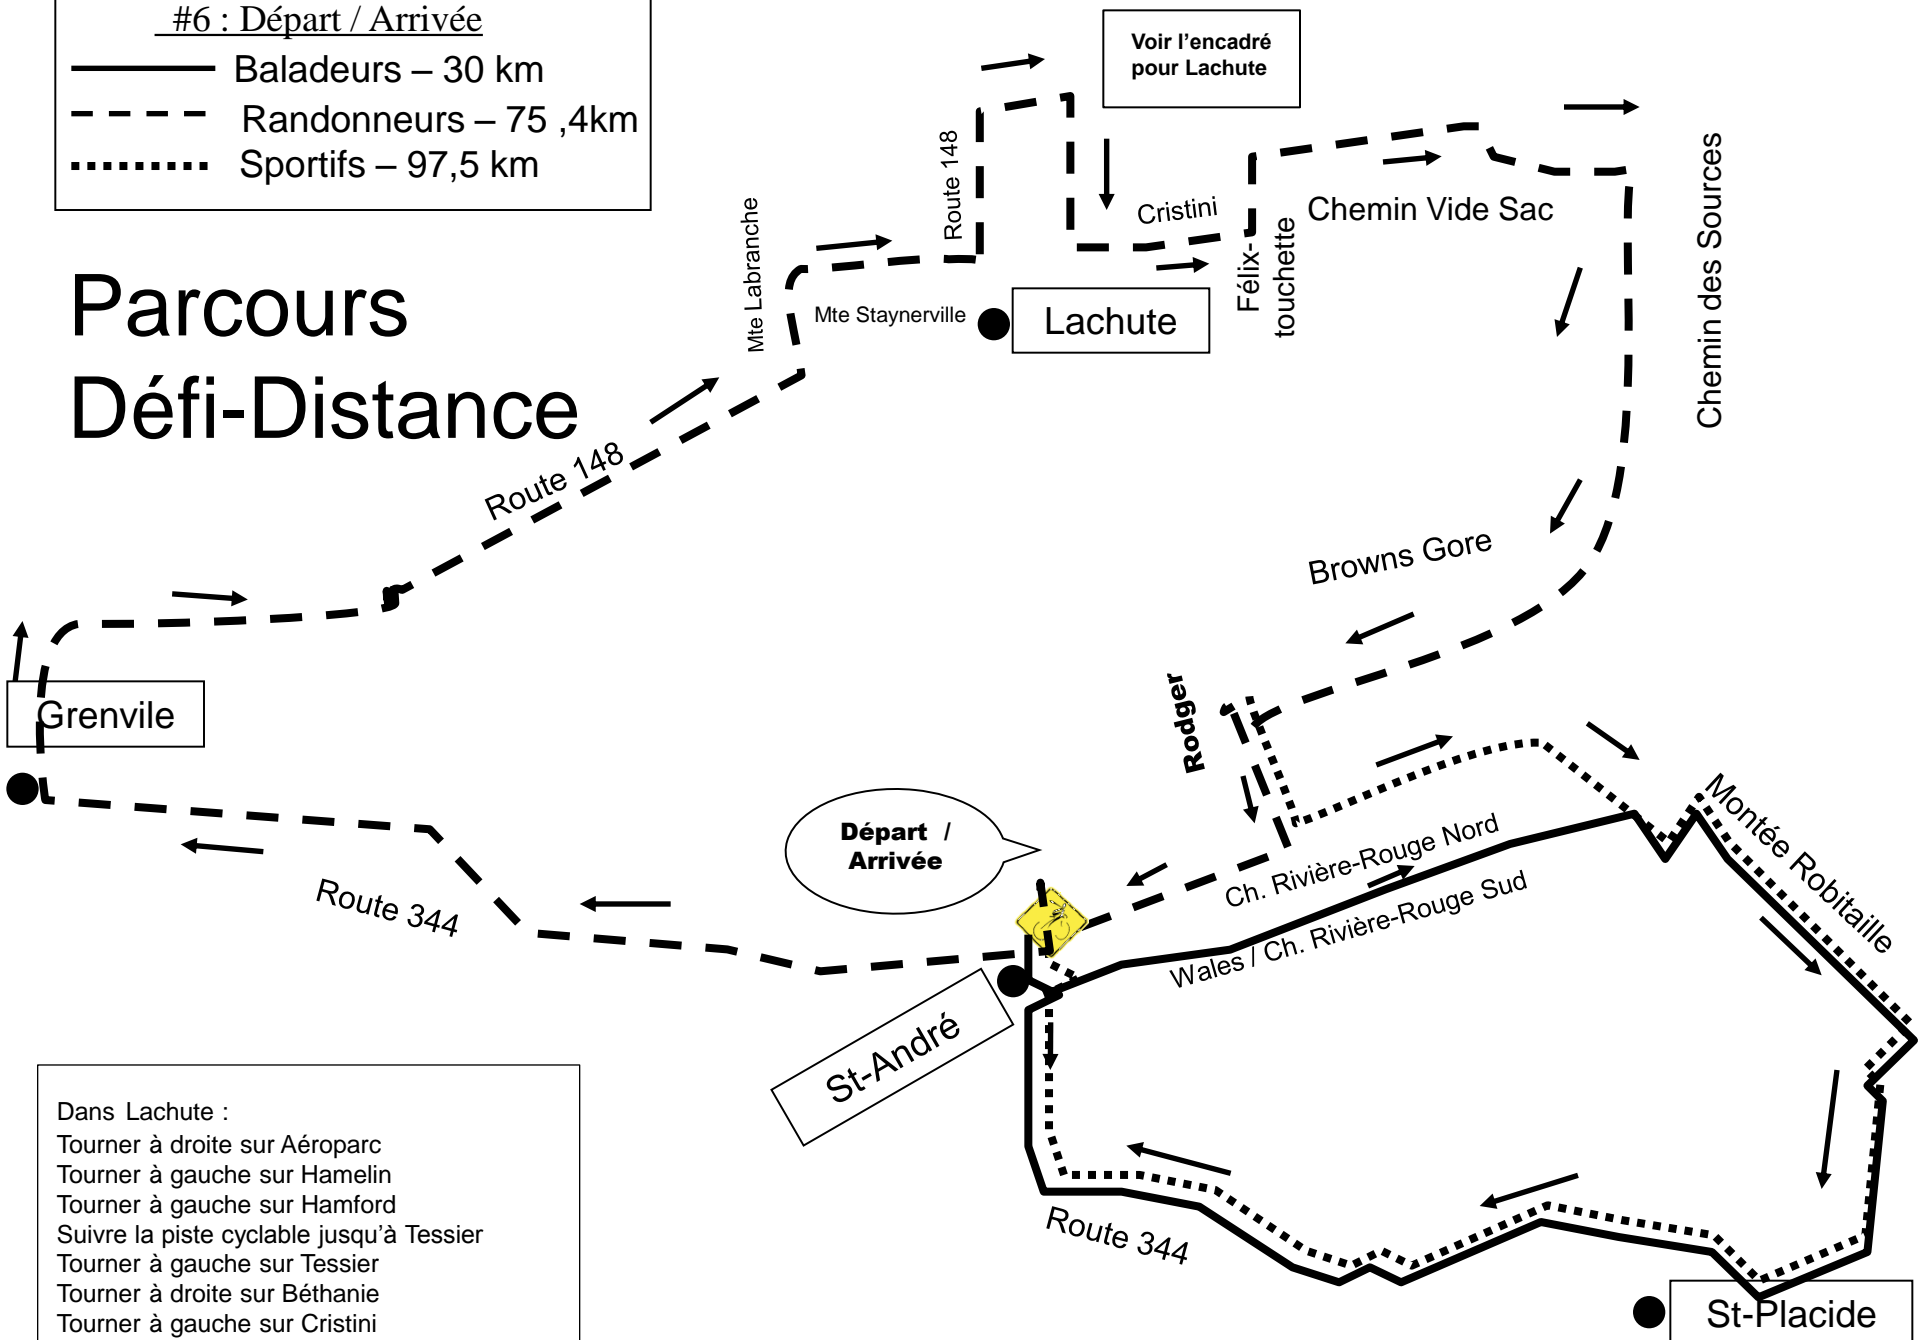 #6 : Départ / Arrivée
Baladeurs – 30 km
Randonneurs – 75 ,4km
Sportifs – 97,5 km
Voir l’encadré
pour Lachute
Parcours
Défi-Distance
Route 148
Mte Labranche
Mte Staynerville
Route 148
Lachute
Cristini
Félix-
touchette
Chemin Vide Sac
Chemin des Sources
Browns Gore
Rodger
Grenvile
Route 344
Départ /
Arrivée
Ch. Rivière-Rouge Nord
Wales / Ch. Rivière-Rouge Sud
Montée Robitaille
St-André
Route 344
St-Placide
Dans Lachute :
Tourner à droite sur Aéroparc
Tourner à gauche sur Hamelin
Tourner à gauche sur Hamford
Suivre la piste cyclable jusqu’à Tessier
Tourner à gauche sur Tessier
Tourner à droite sur Béthanie
Tourner à gauche sur Cristini